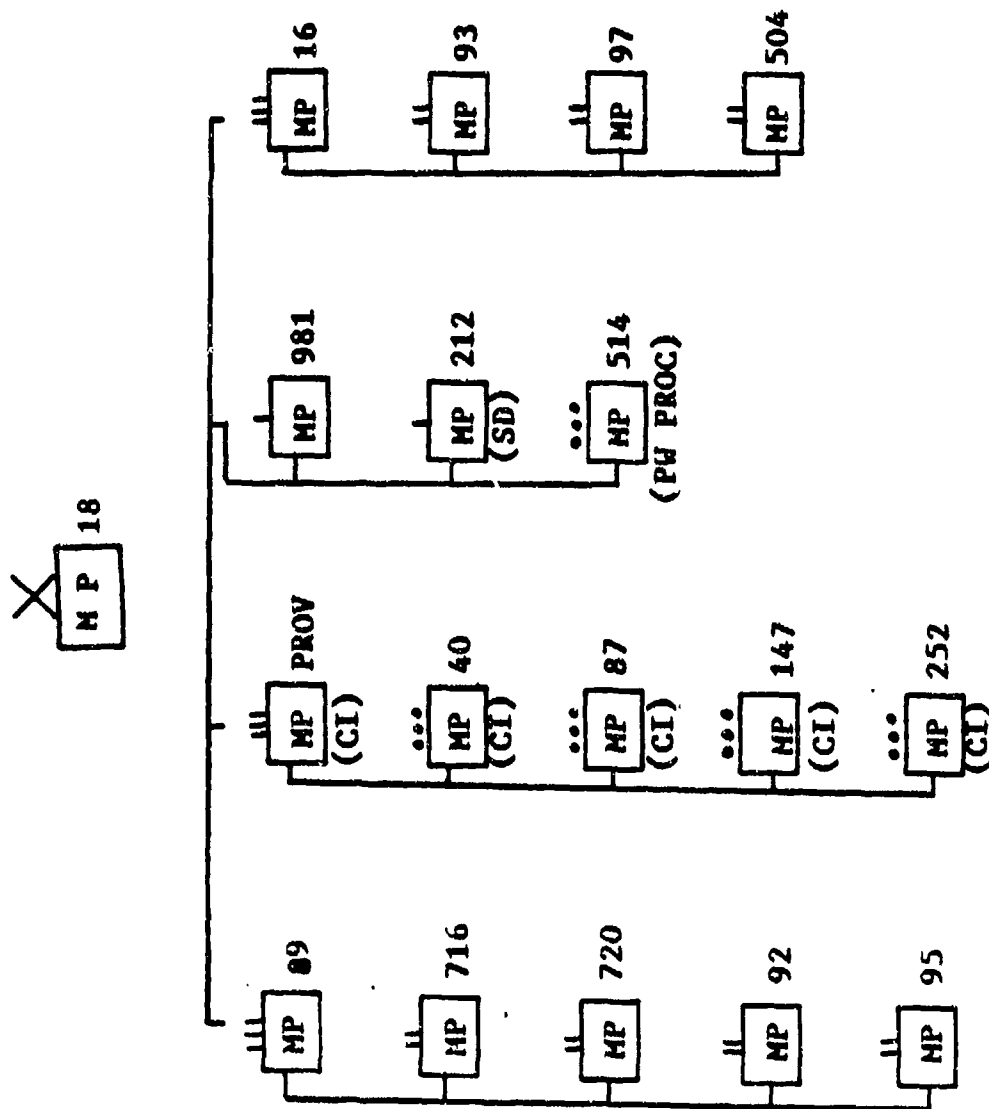 M P 18
MP 89
MP 716
MP 720
MP 92
MP 95
MP PROV
(CI)
MP 40
(CI)
MP 87
(CI)
MP 147
(CI)
MP 252
(CI)
MP 981
MP 212
(SD)
MP 514
(PW PROC)
MP 16
MP 93
MP 97
MP 504